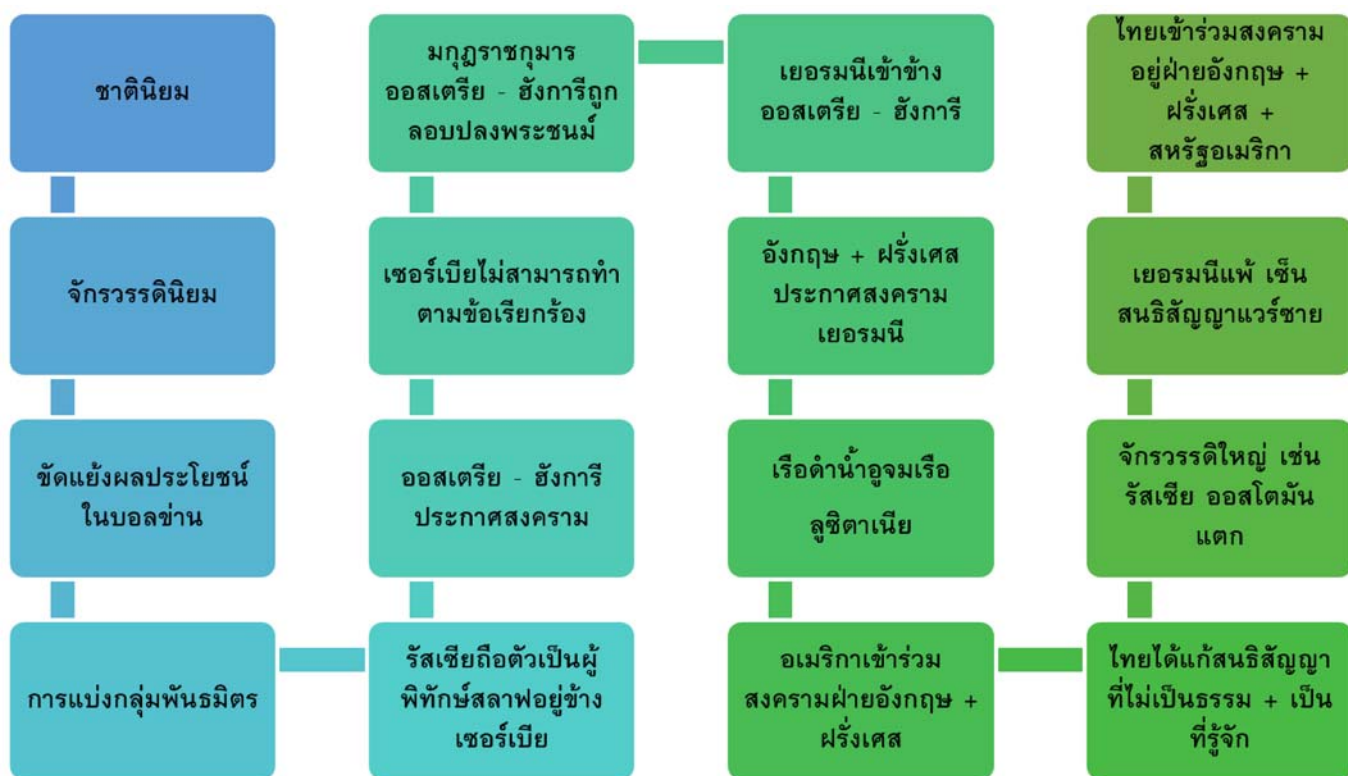 ชาตินิยม
จักรวรรดินิยม
ขัดแย้งผลประโยชน์
ในบอลข่าน
การแบ่งกลุ่มพันธมิตร
รัสเซียถือตัวเป็นผู้
พิทักษ์สลาฟอยู่ข้าง
เซอร์เบีย
ออสเตรีย - ฮังการี
ประกาศสงคราม
เซอร์เบียไม่สามารถทำ
ตามข้อเรียกร้อง
มกุฎราชกุมาร
ออสเตรีย - ฮังการีถูก
ลอบปลงพระชนม์
เยอรมนีเข้าข้าง
ออสเตรีย - ฮังการี
อังกฤษ + ฝรั่งเศส
ประกาศสงคราม
เยอรมนี
เรือดำน้ำอูจมเรือ
ลูซิตาเนีย
อเมริกาเข้าร่วม
สงครามฝ่ายอังกฤษ +
ฝรั่งเศส
ไทยได้แก้สนธิสัญญา
ที่ไม่เป็นธรรม + เป็น
ที่รู้จัก
จักรวรรดิใหญ่ เช่น
รัสเซีย ออสโตมัน
แตก
เยอรมนีแพ้ เซ็น
สนธิสัญญาแวร์ซาย
ไทยเข้าร่วมสงคราม
อยู่ฝ่ายอังกฤษ +
ฝรั่งเศส +
สหรัฐอเมริกา